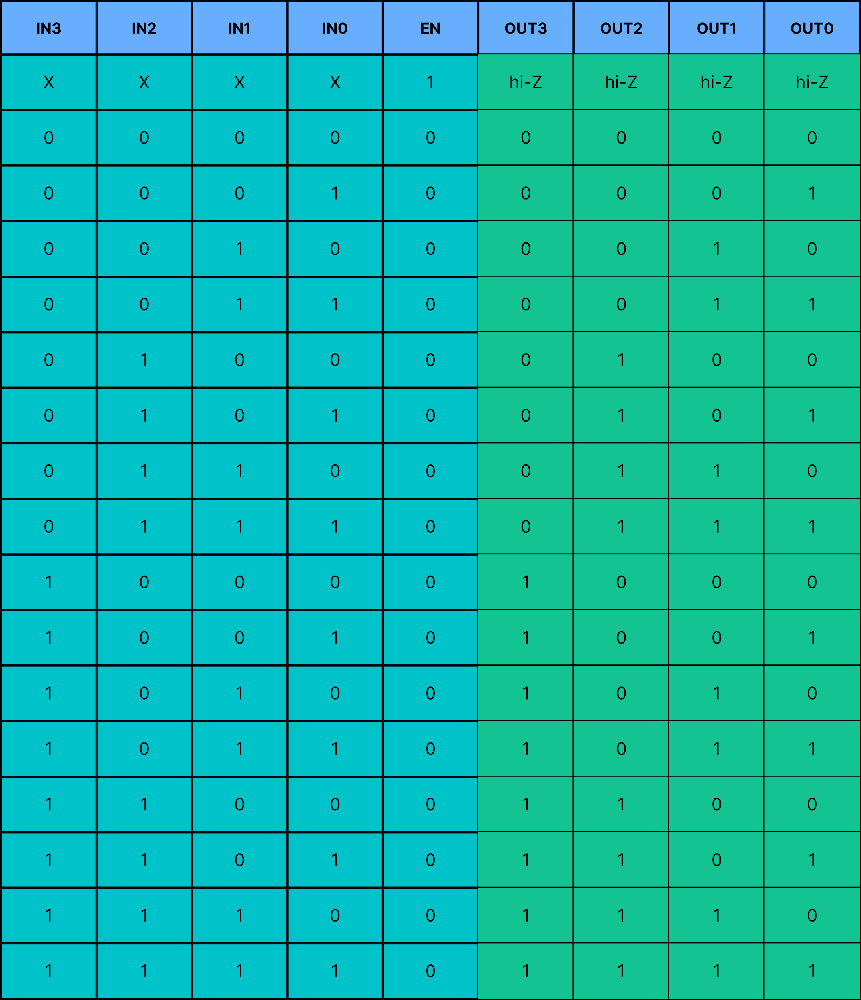 IN3 IN2 IN1 IN0 EN OUT3 OUT2 OUT1 OUT0
X X X X 1 hi-Z hi-Z hi-Z hi-Z
0 0 0 0 0 0 0 0 0
0 0 0 1 0 0 0 0 1
0 0 1 0 0 0 0 1 0
0 0 1 1 0 0 0 1 1
0 1 0 0 0 0 1 0 0
0 1 0 1 0 0 1 0 1
0 1 1 0 0 0 1 1 0
0 1 1 1 0 0 1 1 1
1 0 0 0 0 1 0 0 0
1 0 0 1 0 1 0 0 1
1 0 1 0 0 1 0 1 0
1 0 1 1 0 1 0 1 1
1 1 0 0 0 1 1 0 0
1 1 0 1 0 1 1 0 1
1 1 1 0 0 1 1 1 0
1 1 1 1 0 1 1 1 1